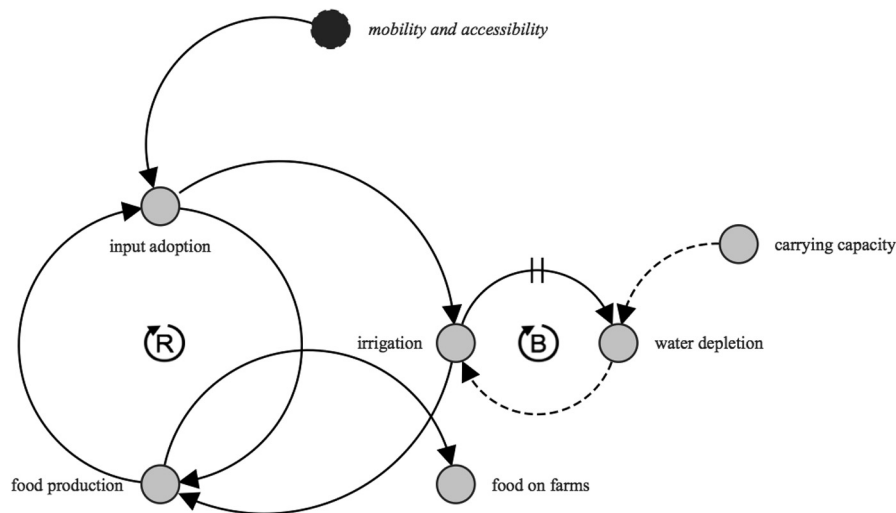 mobility and accessibility
input adoption
carrying capacity
R
irrigation
B
water depletion
food production
food on farms